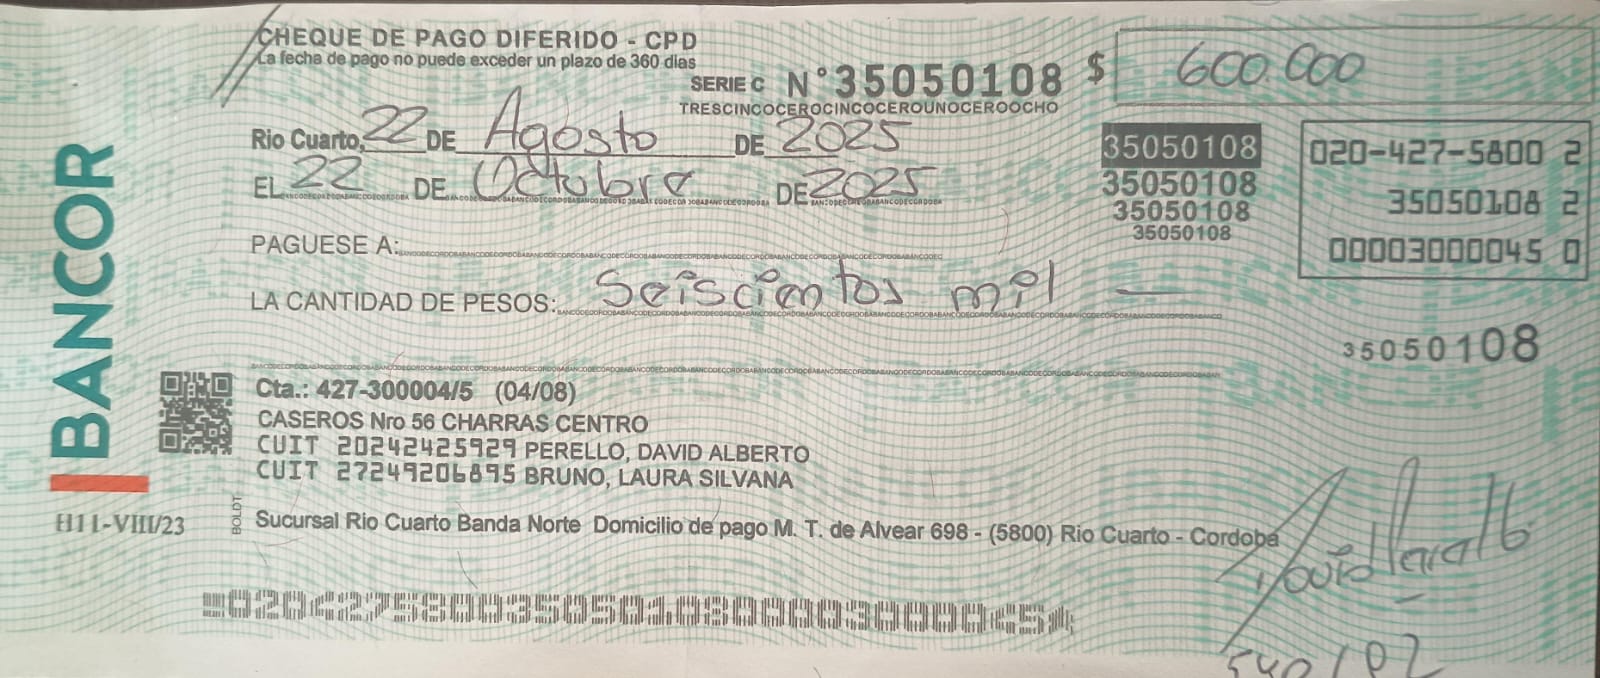 CHEQUE DE PAGO DIFERIDO - CPD
La fecha de pago no puede exceder un plazo de 360 dias
SERIE C N°35050108 $ 600.000
TRESCINCOCEROCINCOCEROUNOCEROOCHO
Rio Cuarto, 22 DE Agosto DE 2025
EL 22 DE Octubre DE 2025
35050108
35050108
35050108
35050108
020-427-5800 2
35050108 2
00003000045 0
PAGUESE A:
LA CANTIDAD DE PESOS: Seiscientos mil —
35050108
BANCOR
Cta.: 427-300004/5 (04/08)
CASEROS Nro 56 CHARRAS CENTRO
CUIT 20242425929 PERELLO, DAVID ALBERTO
CUIT 27249206895 BRUNO, LAURA SILVANA
H11-VIII/23
BOLDT
Sucursal Rio Cuarto Banda Norte Domicilio de pago M. T. de Alvear 698 - (5800) Rio Cuarto - Cordoba